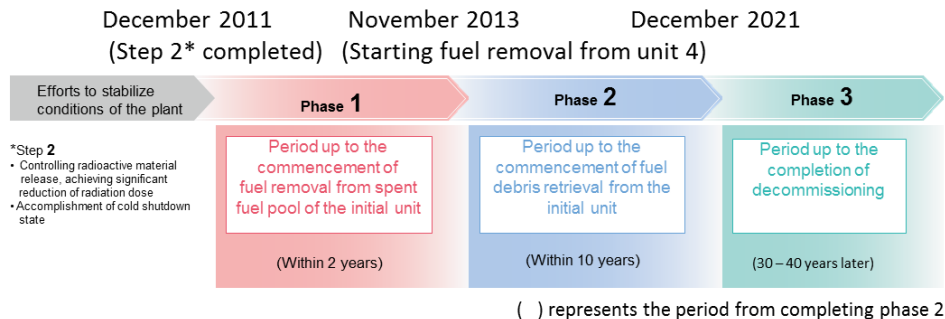 December 2011
(Step 2* completed)
November 2013
(Starting fuel removal from unit 4)
December 2021
Efforts to stabilize
conditions of the plant
Phase 1
Phase 2
Phase 3
*Step 2
• Controlling radioactive material
release, achieving significant
reduction of radiation dose
• Accomplishment of cold shutdown
state
Period up to the
commencement of
fuel removal from spent
fuel pool of the initial unit
(Within 2 years)
Period up to the
commencement of fuel
debris retrieval from the
initial unit
(Within 10 years)
Period up to the
completion of
decommissioning
(30 – 40 years later)
( ) represents the period from completing phase 2